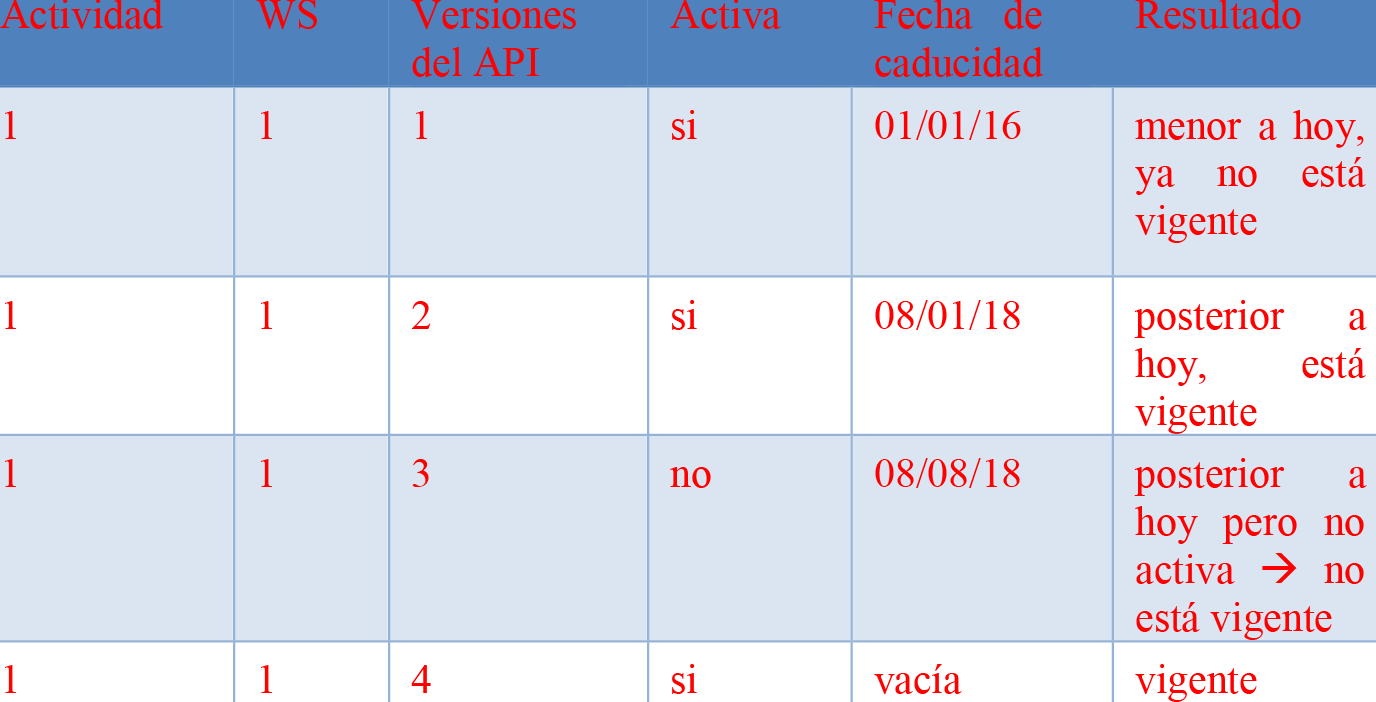 Actividad WS Versiones del API Activa Fecha de caducidad Resultado
1 1 1 si 01/01/16 menor a hoy, ya no está vigente
1 1 2 si 08/01/18 posterior a hoy, está vigente
1 1 3 no 08/08/18 posterior a hoy pero no activa → no está vigente
1 1 4 si vacía vigente